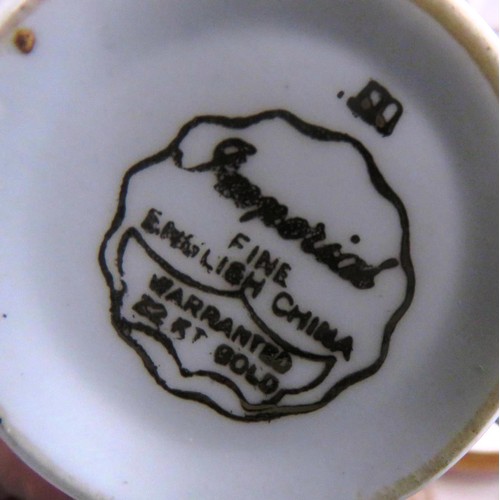 Imperial
FINE
ENGLISH CHINA
WARRANTED
22 KT GOLD